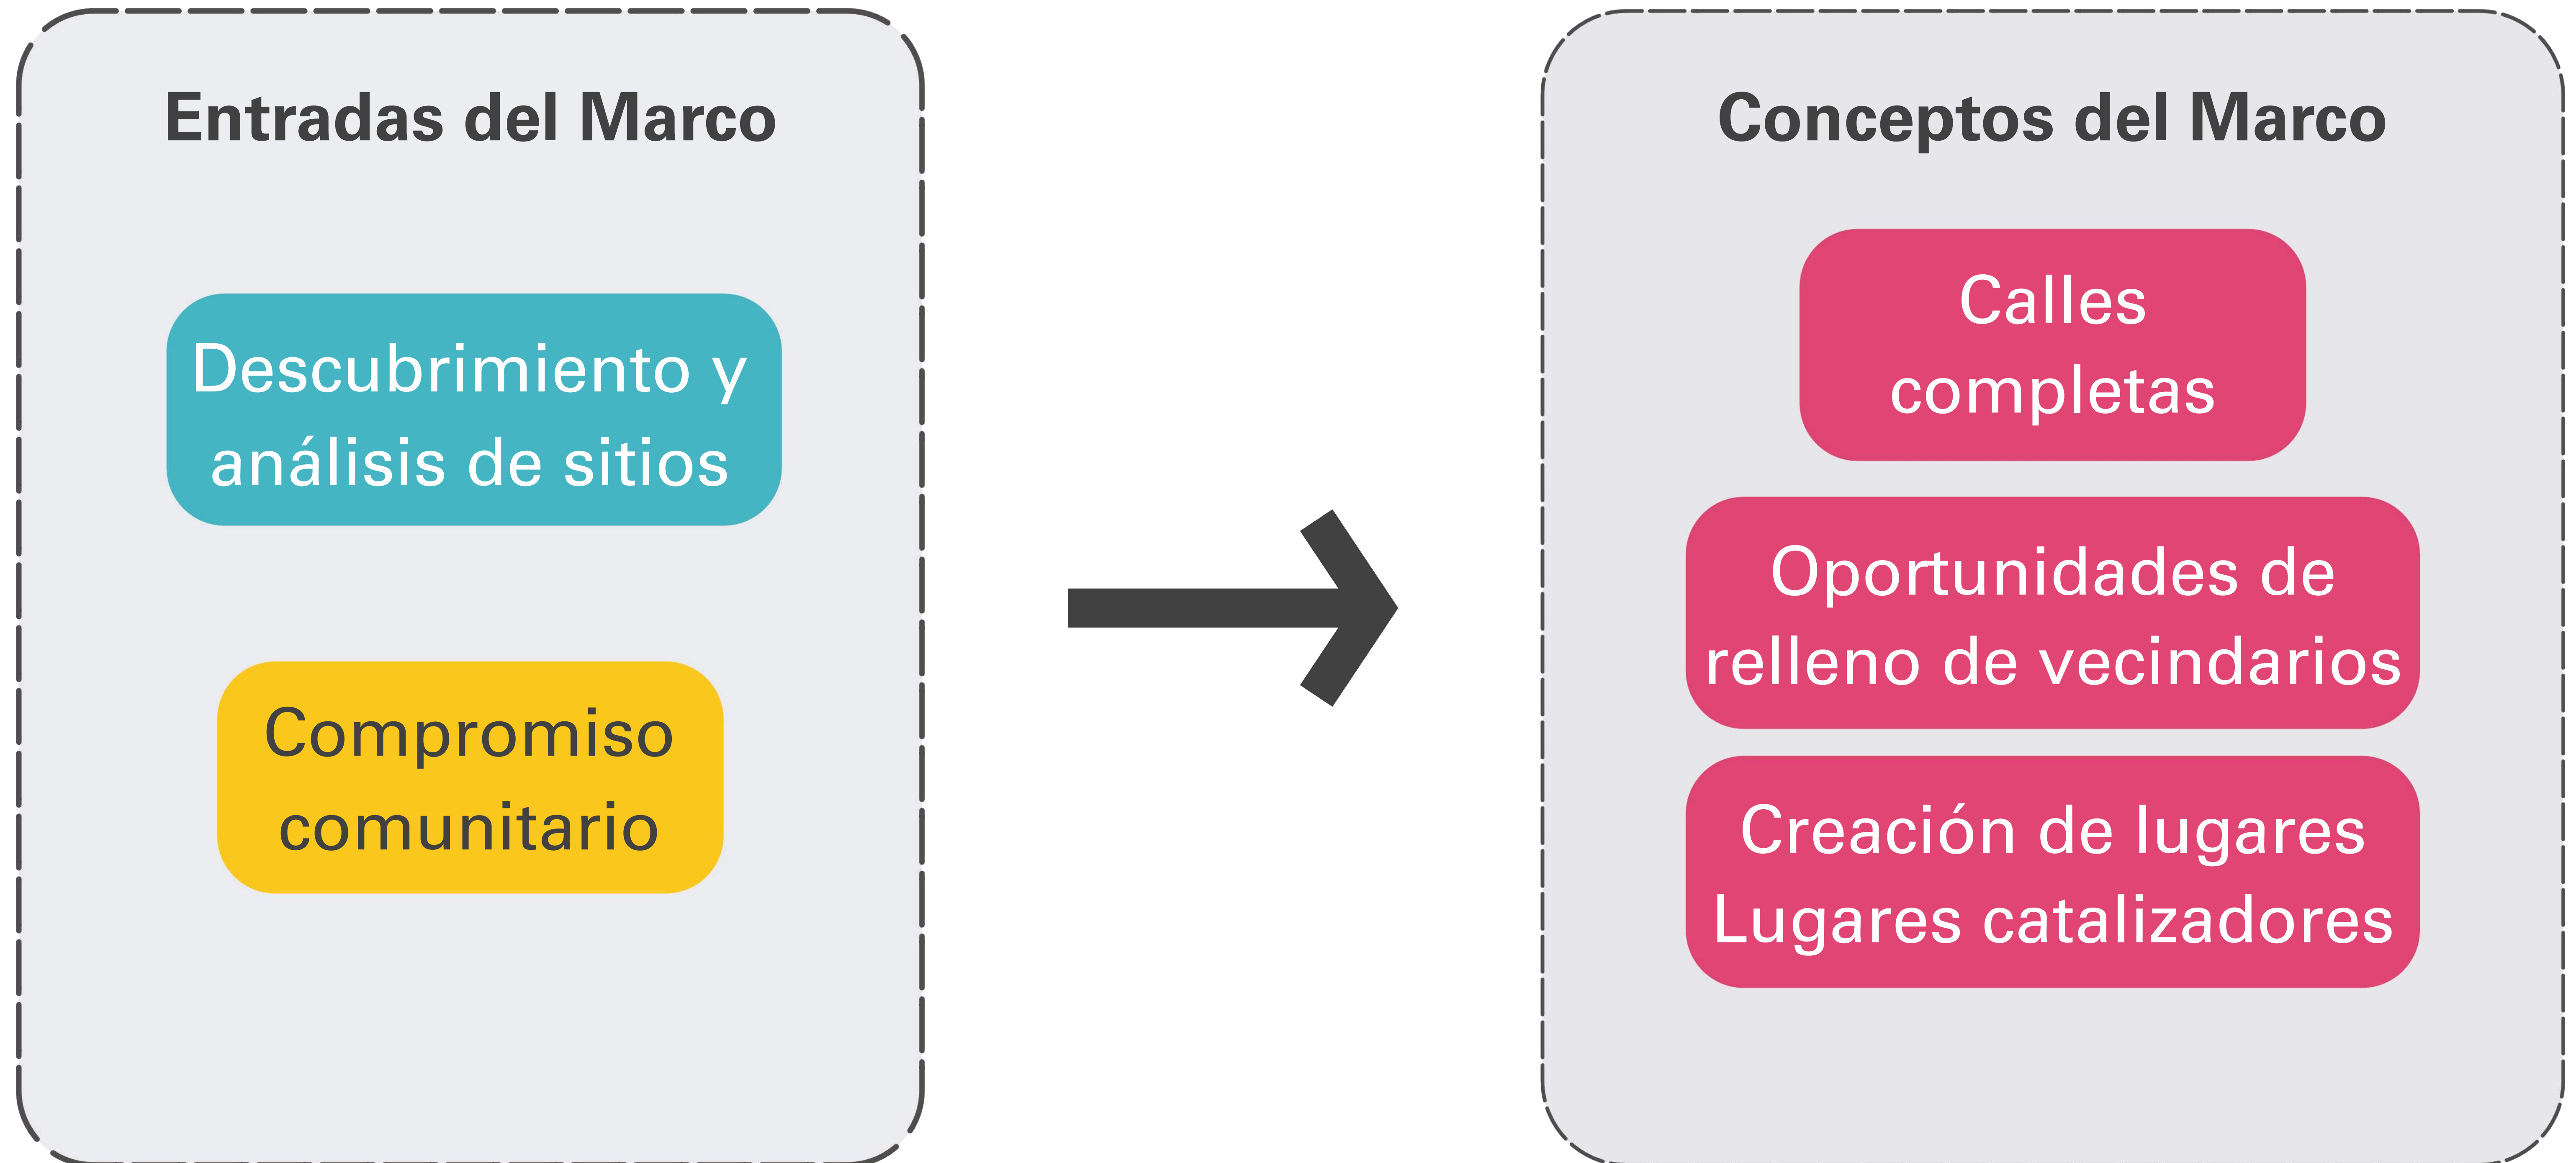 Entradas del Marco
Descubrimiento y
análisis de sitios
Compromiso
comunitario
Conceptos del Marco
Calles
completas
Oportunidades de
relleno de vecindarios
Creación de lugares
Lugares catalizadores